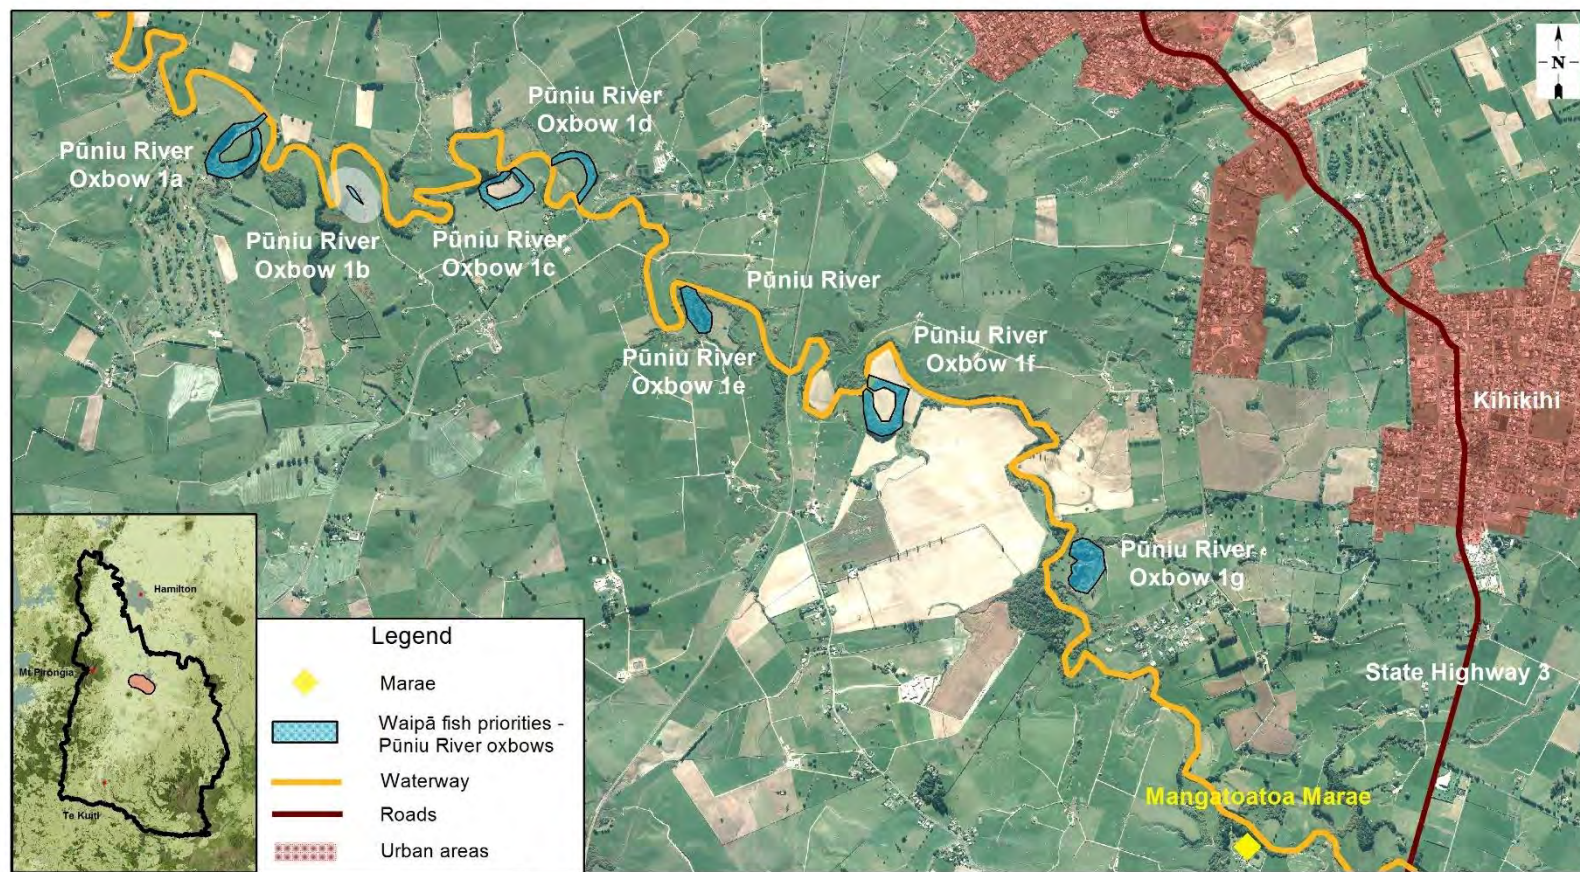 N
Pūniu River
Oxbow 1d
Pūniu River
Oxbow 1a
Pūniu River
Oxbow 1b
Pūniu River
Oxbow 1c
Pūniu River
Pūniu River
Oxbow 1e
Pūniu River
Oxbow 1f
Kihikihi
Pūniu River
Oxbow 1g
State Highway 3
Mangatoatoa Marae
Hamilton
Mt Pirongia
Te Kuiti
Legend
Marae
Waipā fish priorities -
Pūniu River oxbows
Waterway
Roads
Urban areas